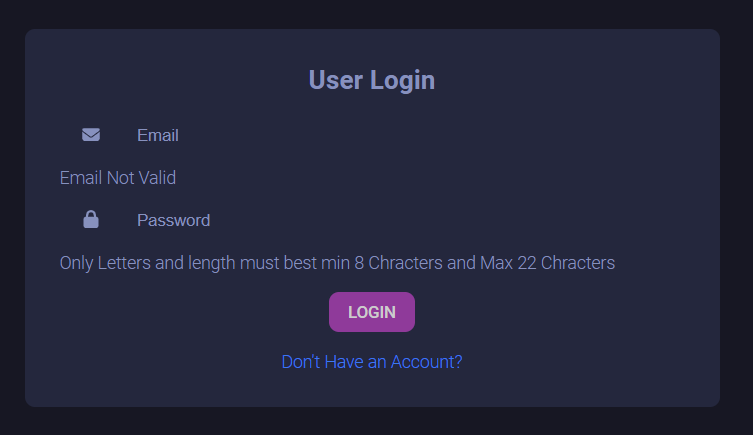 User Login
Email
Email Not Valid
Password
Only Letters and length must best min 8 Chracters and Max 22 Chracters
LOGIN
Don't Have an Account?